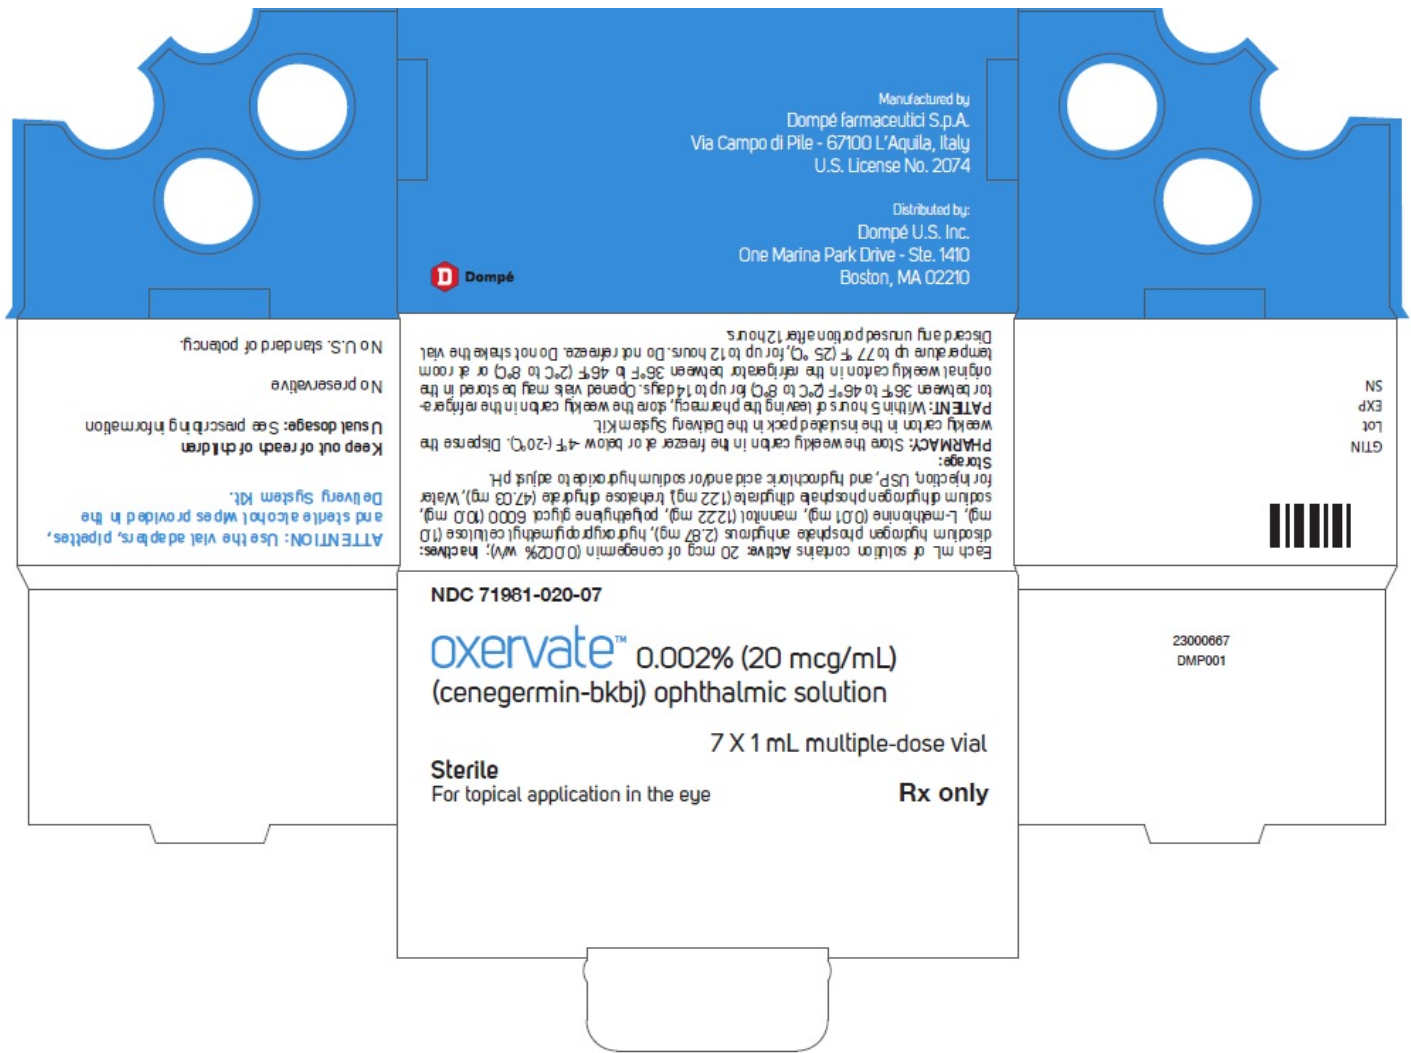 Manufactured by
Dompé farmaceutici S.p.A.
Via Campo di Pile - 67100 L'Aquila, Italy
U.S. License No. 2074
Distributed by:
Dompé U.S. Inc.
One Marina Park Drive - Ste. 1410
Boston, MA 02210
D Dompé
ATTENTION: Use the vial adapters, pipettes,
and sterile alcohol wipes provided in the
Delivery System Kit.
Keep out of reach of children
Usual dosage: See prescribing information
No preservative
No U.S. standard of potency.
Each mL of solution contains Active: 20 mcg of cenegermin (0.002% w/v); Inactives:
disodium hydrogen phosphate anhydrous (2.87 mg), hydroxypropylmethyl cellulose (1.0
mg), L-methionine (0.01 mg), mannitol (12.22 mg), polyethylene glycol 6000 (10.0 mg),
sodium dihydrogen phosphate dihydrate (1.22 mg), trehalose dihydrate (47.03 mg), Water
for injection, USP, and hydrochloric acid and/or sodium hydroxide to adjust pH.
Storage:
PHARMACY: Store the weekly carton in the freezer at or below -4°F (-20°C). Dispense the
weekly carton in the insulated pack in the Delivery System Kit.
PATIENT: Within 5 hours of leaving the pharmacy, store the weekly carton in the refrigera-
tor between 36°F to 46°F (2°C to 8°C) for up to 14 days. Opened vials may be stored in the
original weekly carton in the refrigerator between 36°F to 46°F (2°C to 8°C) or at room
temperature up to 77 °F (25 °C), for up to 12 hours. Do not refreeze. Do not shake the vial
Discard any unused portion after 12 hours.
GTIN
Lot
EXP
SN
NDC 71981-020-07
oxervate™ 0.002% (20 mcg/mL)
(cenegermin-bkbj) ophthalmic solution
7 X 1 mL multiple-dose vial
Sterile
For topical application in the eye
Rx only
23000667
DMP001